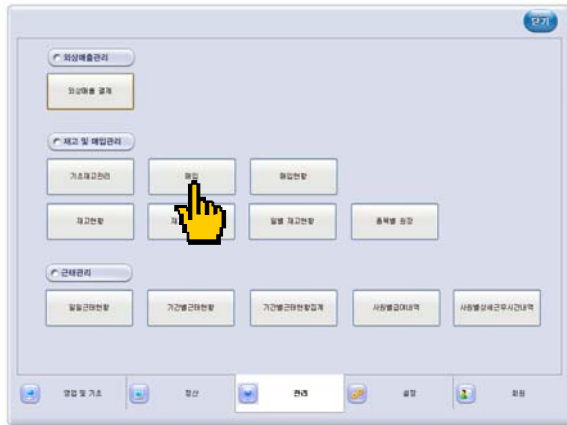 닫기
외상매출관리
외상매출 결제
재고 및 매입관리
기초재고관리
매입
매입현황
재고현황
재
일별 재고현황
품목별 원장
근태관리
일일근태현황
기간별근태현황
기간별근태현황집계
사원별급여내역
사원별상세근무시간내역
영업 및 기초
정산
관리
설정
회원